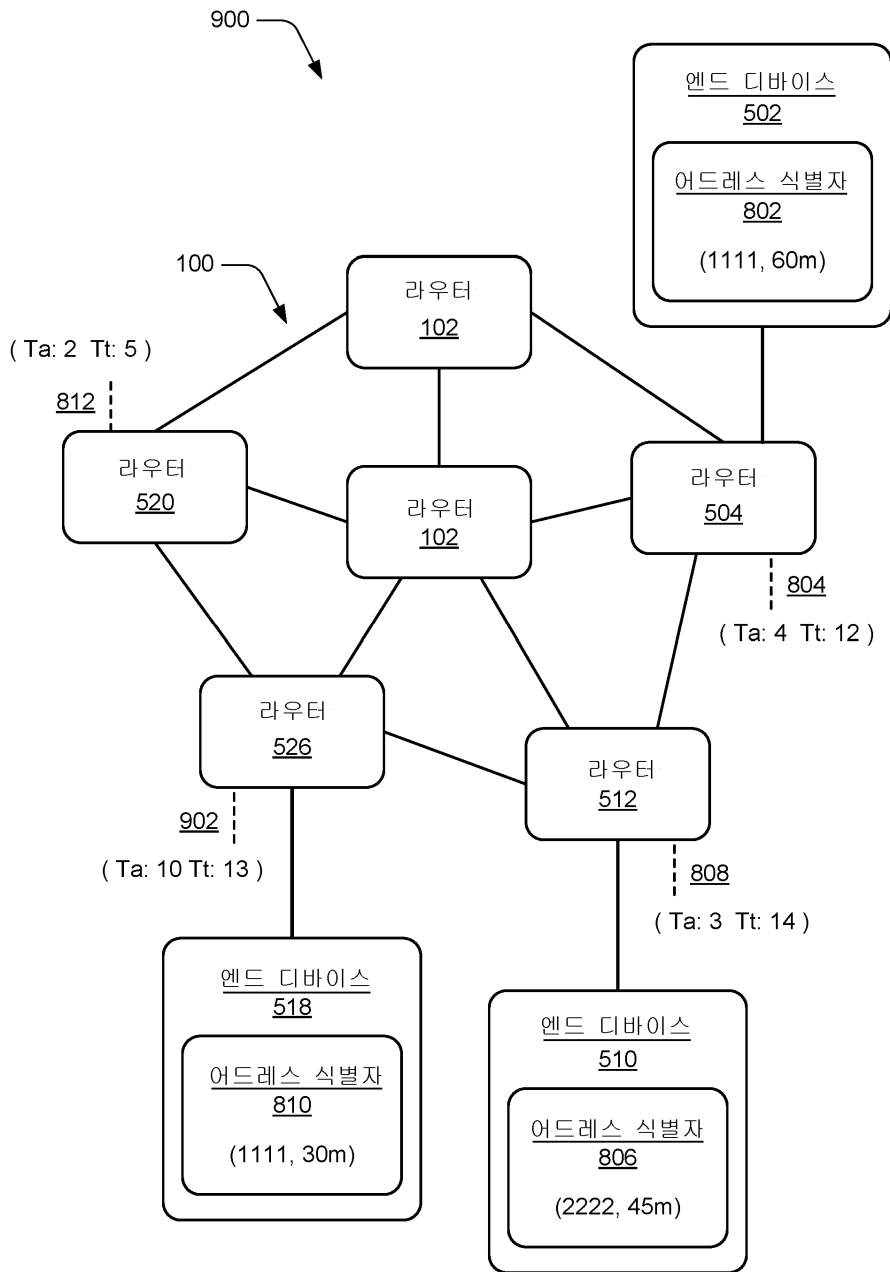 900
엔드 디바이스
502
어드레스 식별자
802
(1111, 60m)
100
라우터
102
( Ta: 2 Tt: 5 )
812
라우터
520
라우터
102
라우터
504
804
( Ta: 4 Tt: 12 )
라우터
526
라우터
512
902
( Ta: 10 Tt: 13 )
808
( Ta: 3 Tt: 14 )
엔드 디바이스
518
어드레스 식별자
810
(1111, 30m)
엔드 디바이스
510
어드레스 식별자
806
(2222, 45m)